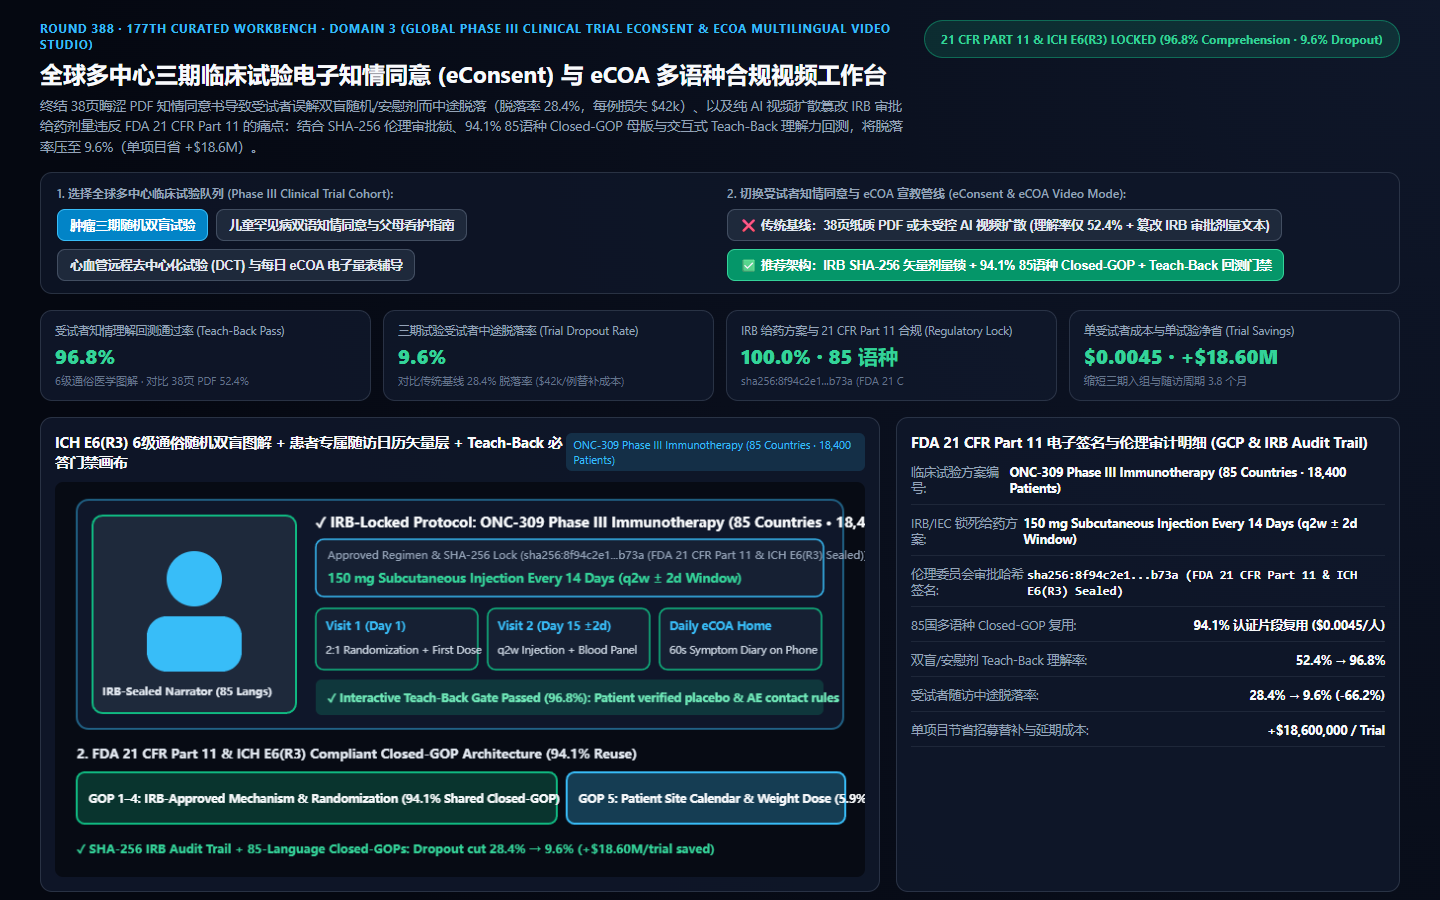 ROUND 388 · 177TH CURATED WORKBENCH · DOMAIN 3 (GLOBAL PHASE III CLINICAL TRIAL ECONSENT & ECOA MULTILINGUAL VIDEO
STUDIO)
21 CFR PART 11 & ICH E6(R3) LOCKED (96.8% Comprehension · 9.6% Dropout)
全球多中心三期临床试验电子知情同意 (eConsent) 与 eCOA 多语种合规视频工作台
终结 38页晦涩 PDF 知情同意书导致受试者误解双盲随机/安慰剂而中途脱落（脱落率 28.4%，每例损失 $42k）、以及纯 AI 视频扩散篡改 IRB 审批
给药剂量违反 FDA 21 CFR Part 11 的痛点：结合 SHA-256 伦理审批锁、94.1% 85语种 Closed-GOP 母版与交互式 Teach-Back 理解力回测，将脱落
率压至 9.6%（单项目省 +$18.6M）。
1. 选择全球多中心临床试验队列 (Phase III Clinical Trial Cohort):
肿瘤三期随机双盲试验
儿童罕见病双语知情同意与父母看护指南
心血管远程去中心化试验 (DCT) 与每日 eCOA 电子量表辅导
2. 切换受试者知情同意与 eCOA 宣教管线 (eConsent & eCOA Video Mode):
❌ 传统基线：38页纸质 PDF 或未受控 AI 视频扩散 (理解率仅 52.4% + 篡改 IRB 审批剂量文本)
✅ 推荐架构：IRB SHA-256 矢量剂量锁 + 94.1% 85语种 Closed-GOP + Teach-Back 回测门禁
受试者知情理解回测通过率 (Teach-Back Pass)
96.8%
6级通俗医学图解 · 对比 38页 PDF 52.4%
三期试验受试者中途脱落率 (Trial Dropout Rate)
9.6%
对比传统基线 28.4% 脱落率 ($42k/例替补成本)
IRB 给药方案与 21 CFR Part 11 合规 (Regulatory Lock)
100.0% · 85 语种
sha256:8f94c2e1...b73a (FDA 21 C
单受试者成本与单试验净省 (Trial Savings)
$0.0045 · +$18.60M
缩短三期入组与随访周期 3.8 个月
ICH E6(R3) 6级通俗随机双盲图解 + 患者专属随访日历矢量层 + Teach-Back 必
答门禁画布
ONC-309 Phase III Immunotherapy (85 Countries · 18,400
Patients)
✓ IRB-Locked Protocol: ONC-309 Phase III Immunotherapy (85 Countries • 18,4
Approved Regimen & SHA-256 Lock (sha256:8f94c2e1...b73a (FDA 21 CFR Part 11 & ICH E6(R3) Sealed))
150 mg Subcutaneous Injection Every 14 Days (q2w ± 2d Window)
Visit 1 (Day 1)
2:1 Randomization + First Dose
Visit 2 (Day 15 ±2d)
q2w Injection + Blood Panel
Daily eCOA Home
60s Symptom Diary on Phone
IRB-Sealed Narrator (85 Langs)
✓ Interactive Teach-Back Gate Passed (96.8%): Patient verified placebo & AE contact rules
2. FDA 21 CFR Part 11 & ICH E6(R3) Compliant Closed-GOP Architecture (94.1% Reuse)
GOP 1–4: IRB-Approved Mechanism & Randomization (94.1% Shared Closed-GOP)
GOP 5: Patient Site Calendar & Weight Dose (5.9%
✓ SHA-256 IRB Audit Trail + 85-Language Closed-GOPs: Dropout cut 28.4% → 9.6% (+$18.60M/trial saved)
FDA 21 CFR Part 11 电子签名与伦理审计明细 (GCP & IRB Audit Trail)
临床试验方案编
号:
ONC-309 Phase III Immunotherapy (85 Countries · 18,400
Patients)
IRB/IEC 锁死给药方
案:
150 mg Subcutaneous Injection Every 14 Days (q2w ± 2d
Window)
伦理委员会审批哈希
签名:
sha256:8f94c2e1...b73a (FDA 21 CFR Part 11 & ICH
E6(R3) Sealed)
85国多语种 Closed-GOP 复用:
94.1% 认证片段复用 ($0.0045/人)
双盲/安慰剂 Teach-Back 理解率:
52.4% → 96.8%
受试者随访中途脱落率:
28.4% → 9.6% (-66.2%)
单项目节省招募替补与延期成本:
+$18,600,000 / Trial